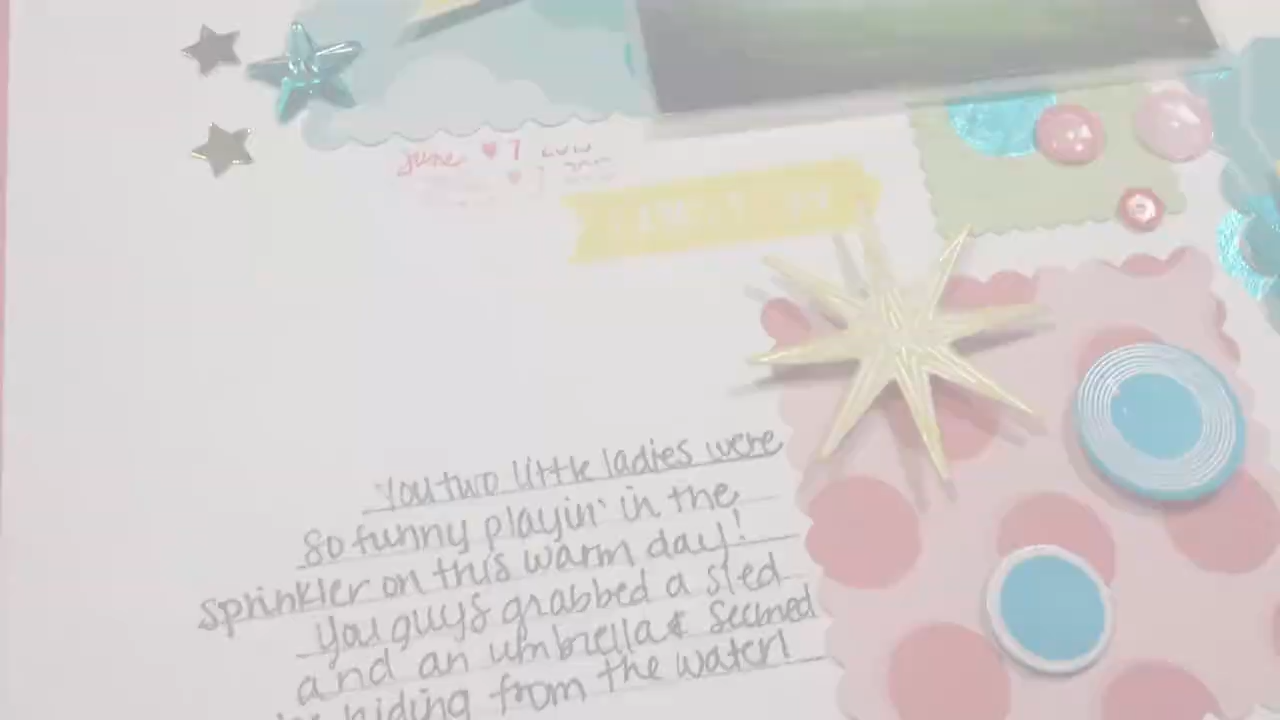 june ♥ 7
You two little ladies were
so funny playin' in the
sprinkler on this warm day!
You guys grabbed a sled
and an umbrella & seemed
hiding from the water!